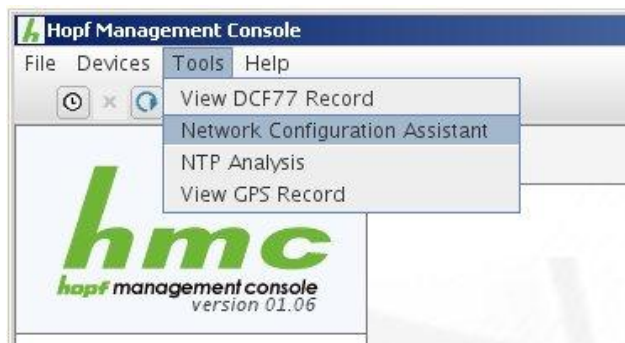 Hopf Management Console
File Devices Tools Help
View DCF77 Record
Network Configuration Assistant
NTP Analysis
View GPS Record
hmc
hopf management console
version 01.06